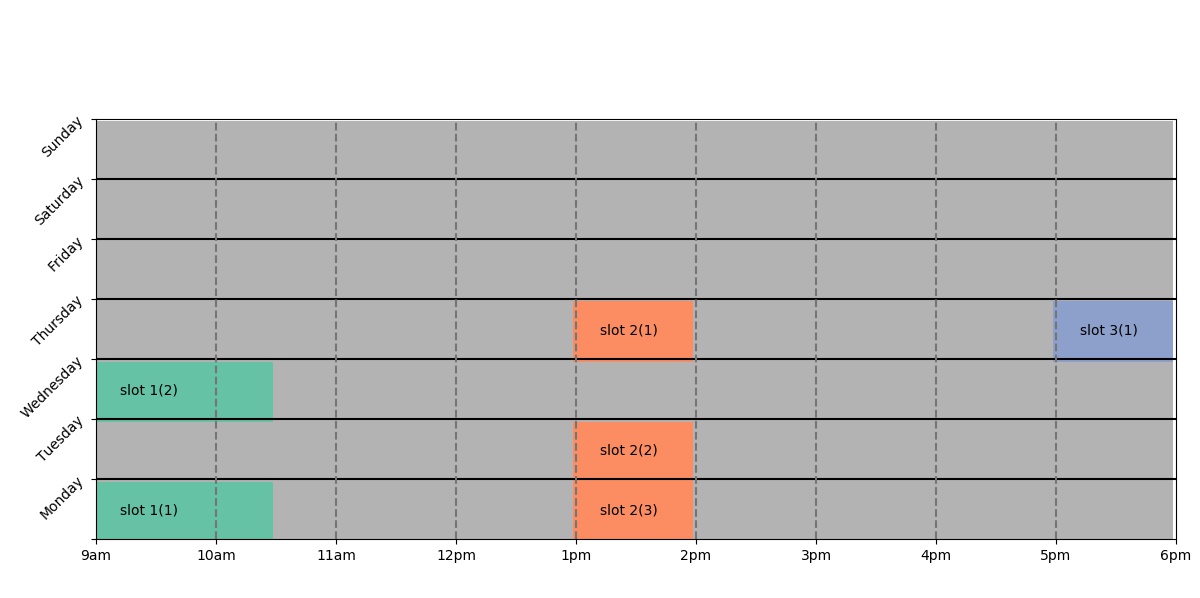 Sunday
Saturday
Friday
Thursday
slot 2(1)
slot 3(1)
Wednesday
slot 1(2)
Tuesday
slot 2(2)
Monday
slot 1(1)
slot 2(3)
9am 10am 11am 12pm 1pm 2pm 3pm 4pm 5pm 6pm